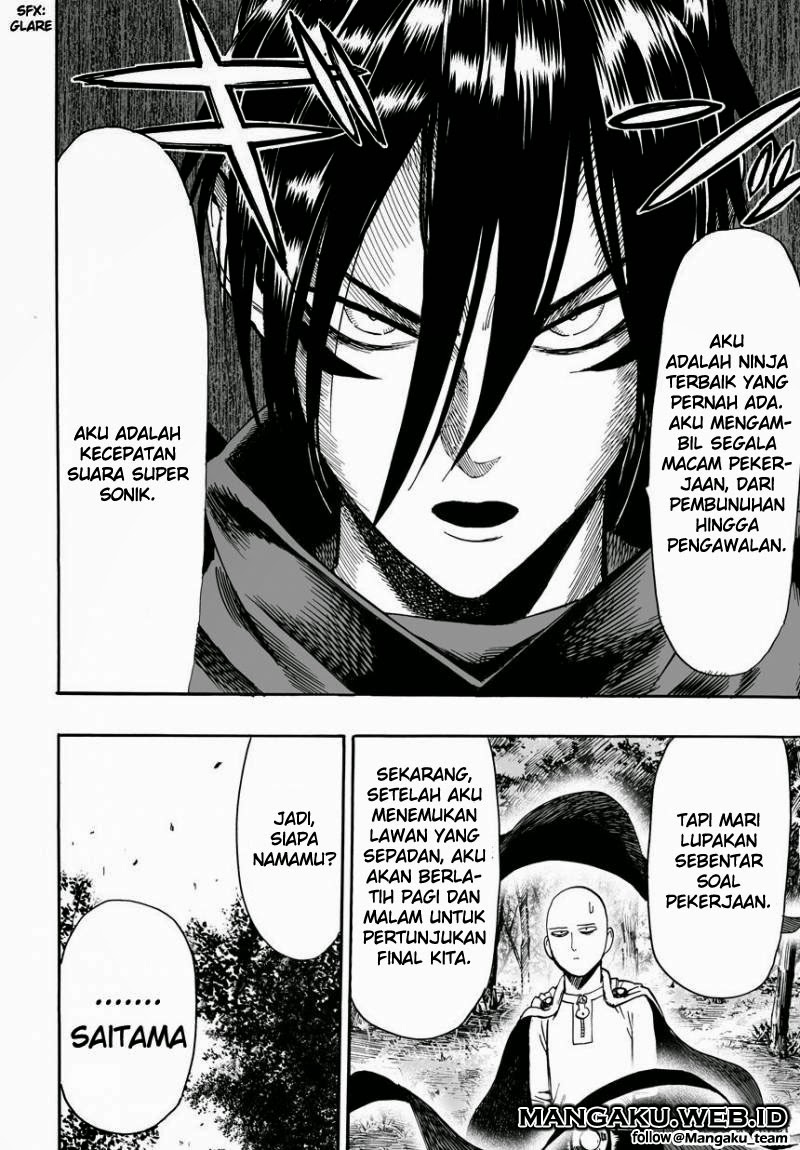 SFX:
GLARE
AKU
ADALAH NINJA
TERBAIK YANG
PERNAH ADA.
AKU MENGAM-
BIL SEGALA
MACAM PEKER-
JAAN, DARI
PEMBUNUHAN
HINGGA
PENGAWALAN.
AKU ADALAH
KECEPATAN
SUARA SUPER
SONIK.
TAPI MARI
LUPAKAN
SEBENTAR
SOAL
PEKERJAAN.
SEKARANG,
SETELAH AKU
MENEMUKAN
LAWAN YANG
SEPADAN, AKU
AKAN BERLA-
TIH PAGI DAN
MALAM UNTUK
PERTUNJUKAN
FINAL KITA.
JADI,
SIAPA
NAMAMU?
.......
SAITAMA
MANGAKU.WEB.ID
follow @Mangaku_team